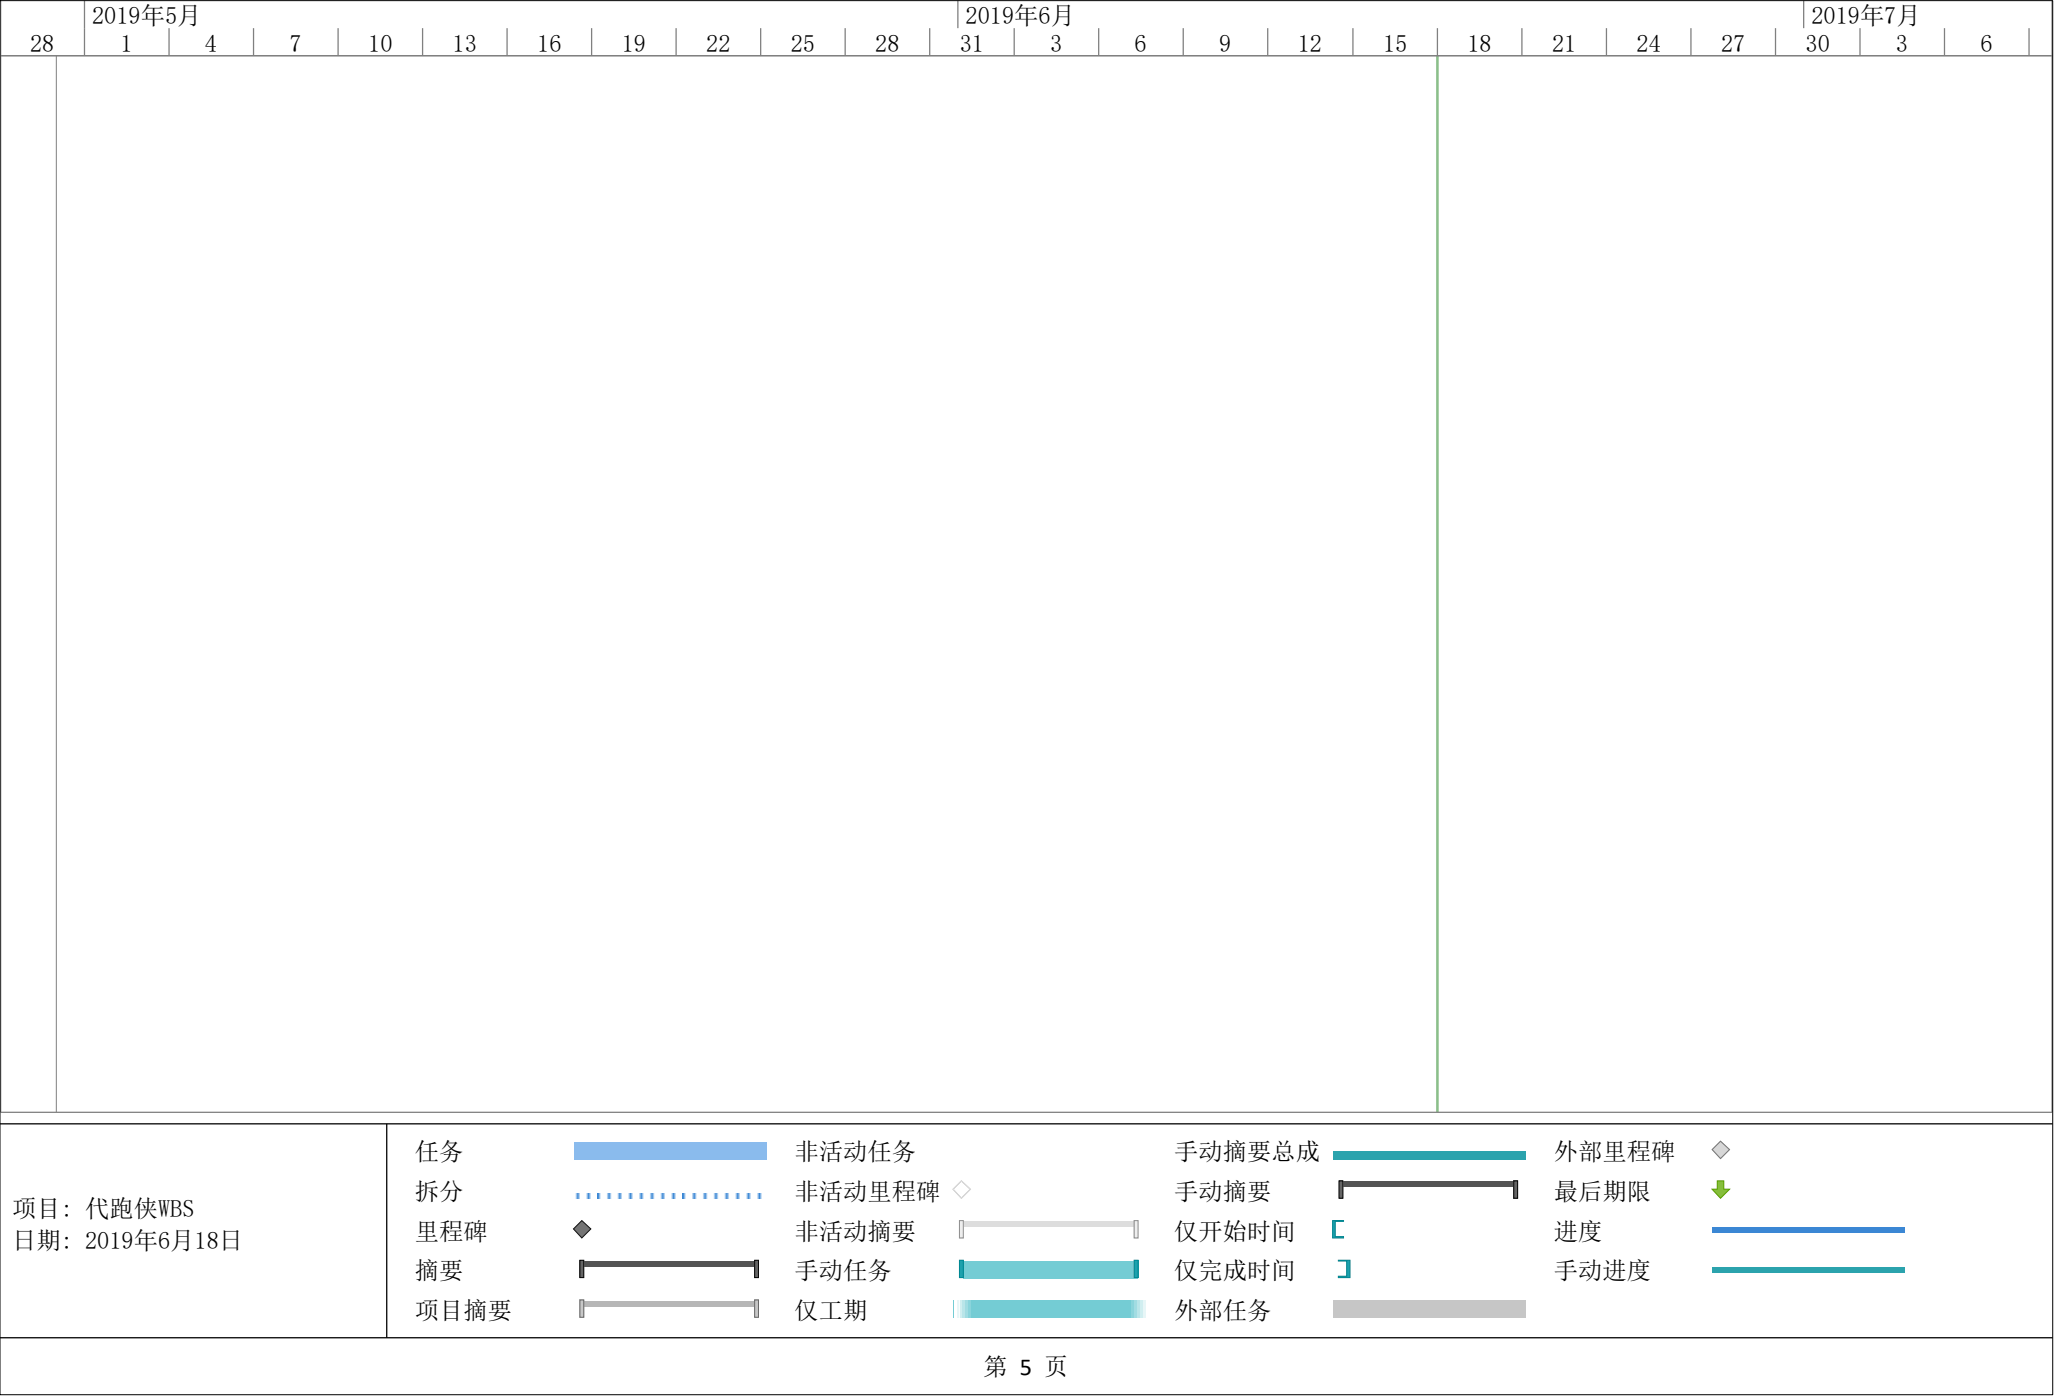 2019年5月 2019年6月 2019年7月
28 1 4 7 10 13 16 19 22 25 28 31 3 6 9 12 15 18 21 24 27 30 3 6
项目: 代跑侠WBS
日期: 2019年6月18日
任务
拆分
里程碑
摘要
项目摘要
非活动任务
非活动里程碑
非活动摘要
手动任务
仅工期
手动摘要总成
手动摘要
仅开始时间
仅完成时间
外部任务
外部里程碑
最后期限
进度
手动进度
第 5 页